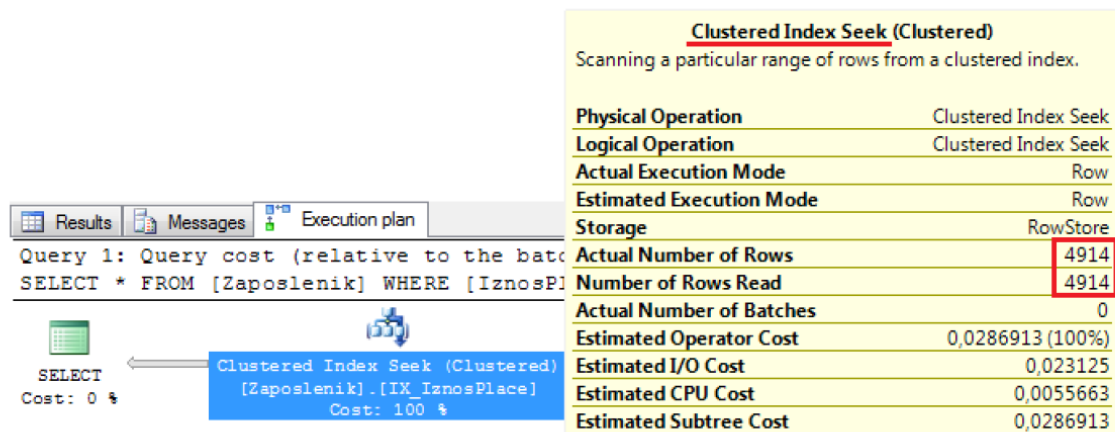 Results Messages Execution plan
Query 1: Query cost (relative to the batc
SELECT * FROM [Zaposlenik] WHERE [IznosPl
SELECT
Cost: 0 %
Clustered Index Seek (Clustered)
[Zaposlenik].[IX_IznosPlace]
Cost: 100 %
Clustered Index Seek (Clustered)
Scanning a particular range of rows from a clustered index.
Physical Operation Clustered Index Seek
Logical Operation Clustered Index Seek
Actual Execution Mode Row
Estimated Execution Mode Row
Storage RowStore
Actual Number of Rows 4914
Number of Rows Read 4914
Actual Number of Batches 0
Estimated Operator Cost 0,0286913 (100%)
Estimated I/O Cost 0,023125
Estimated CPU Cost 0,0055663
Estimated Subtree Cost 0,0286913